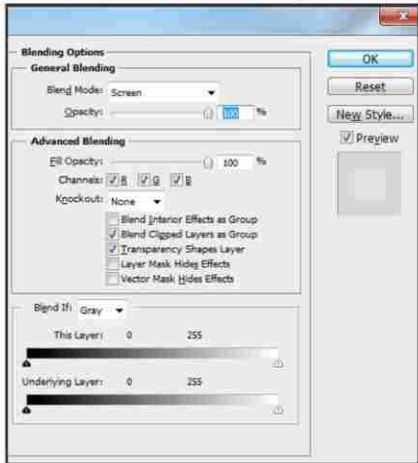 Blending Options
General Blending
Blend Mode: Screen
Opacity: 100 %
Advanced Blending
Fill Opacity: 100 %
Channels: R G B
Knockout: None
Blend Interior Effects as Group
Blend Clipped Layers as Group
Transparency Shapes Layer
Layer Mask Hides Effects
Vector Mask Hides Effects
Blend If: Gray
This Layer: 0 255
Underlying Layer: 0 255
OK
Reset
New Style...
Preview